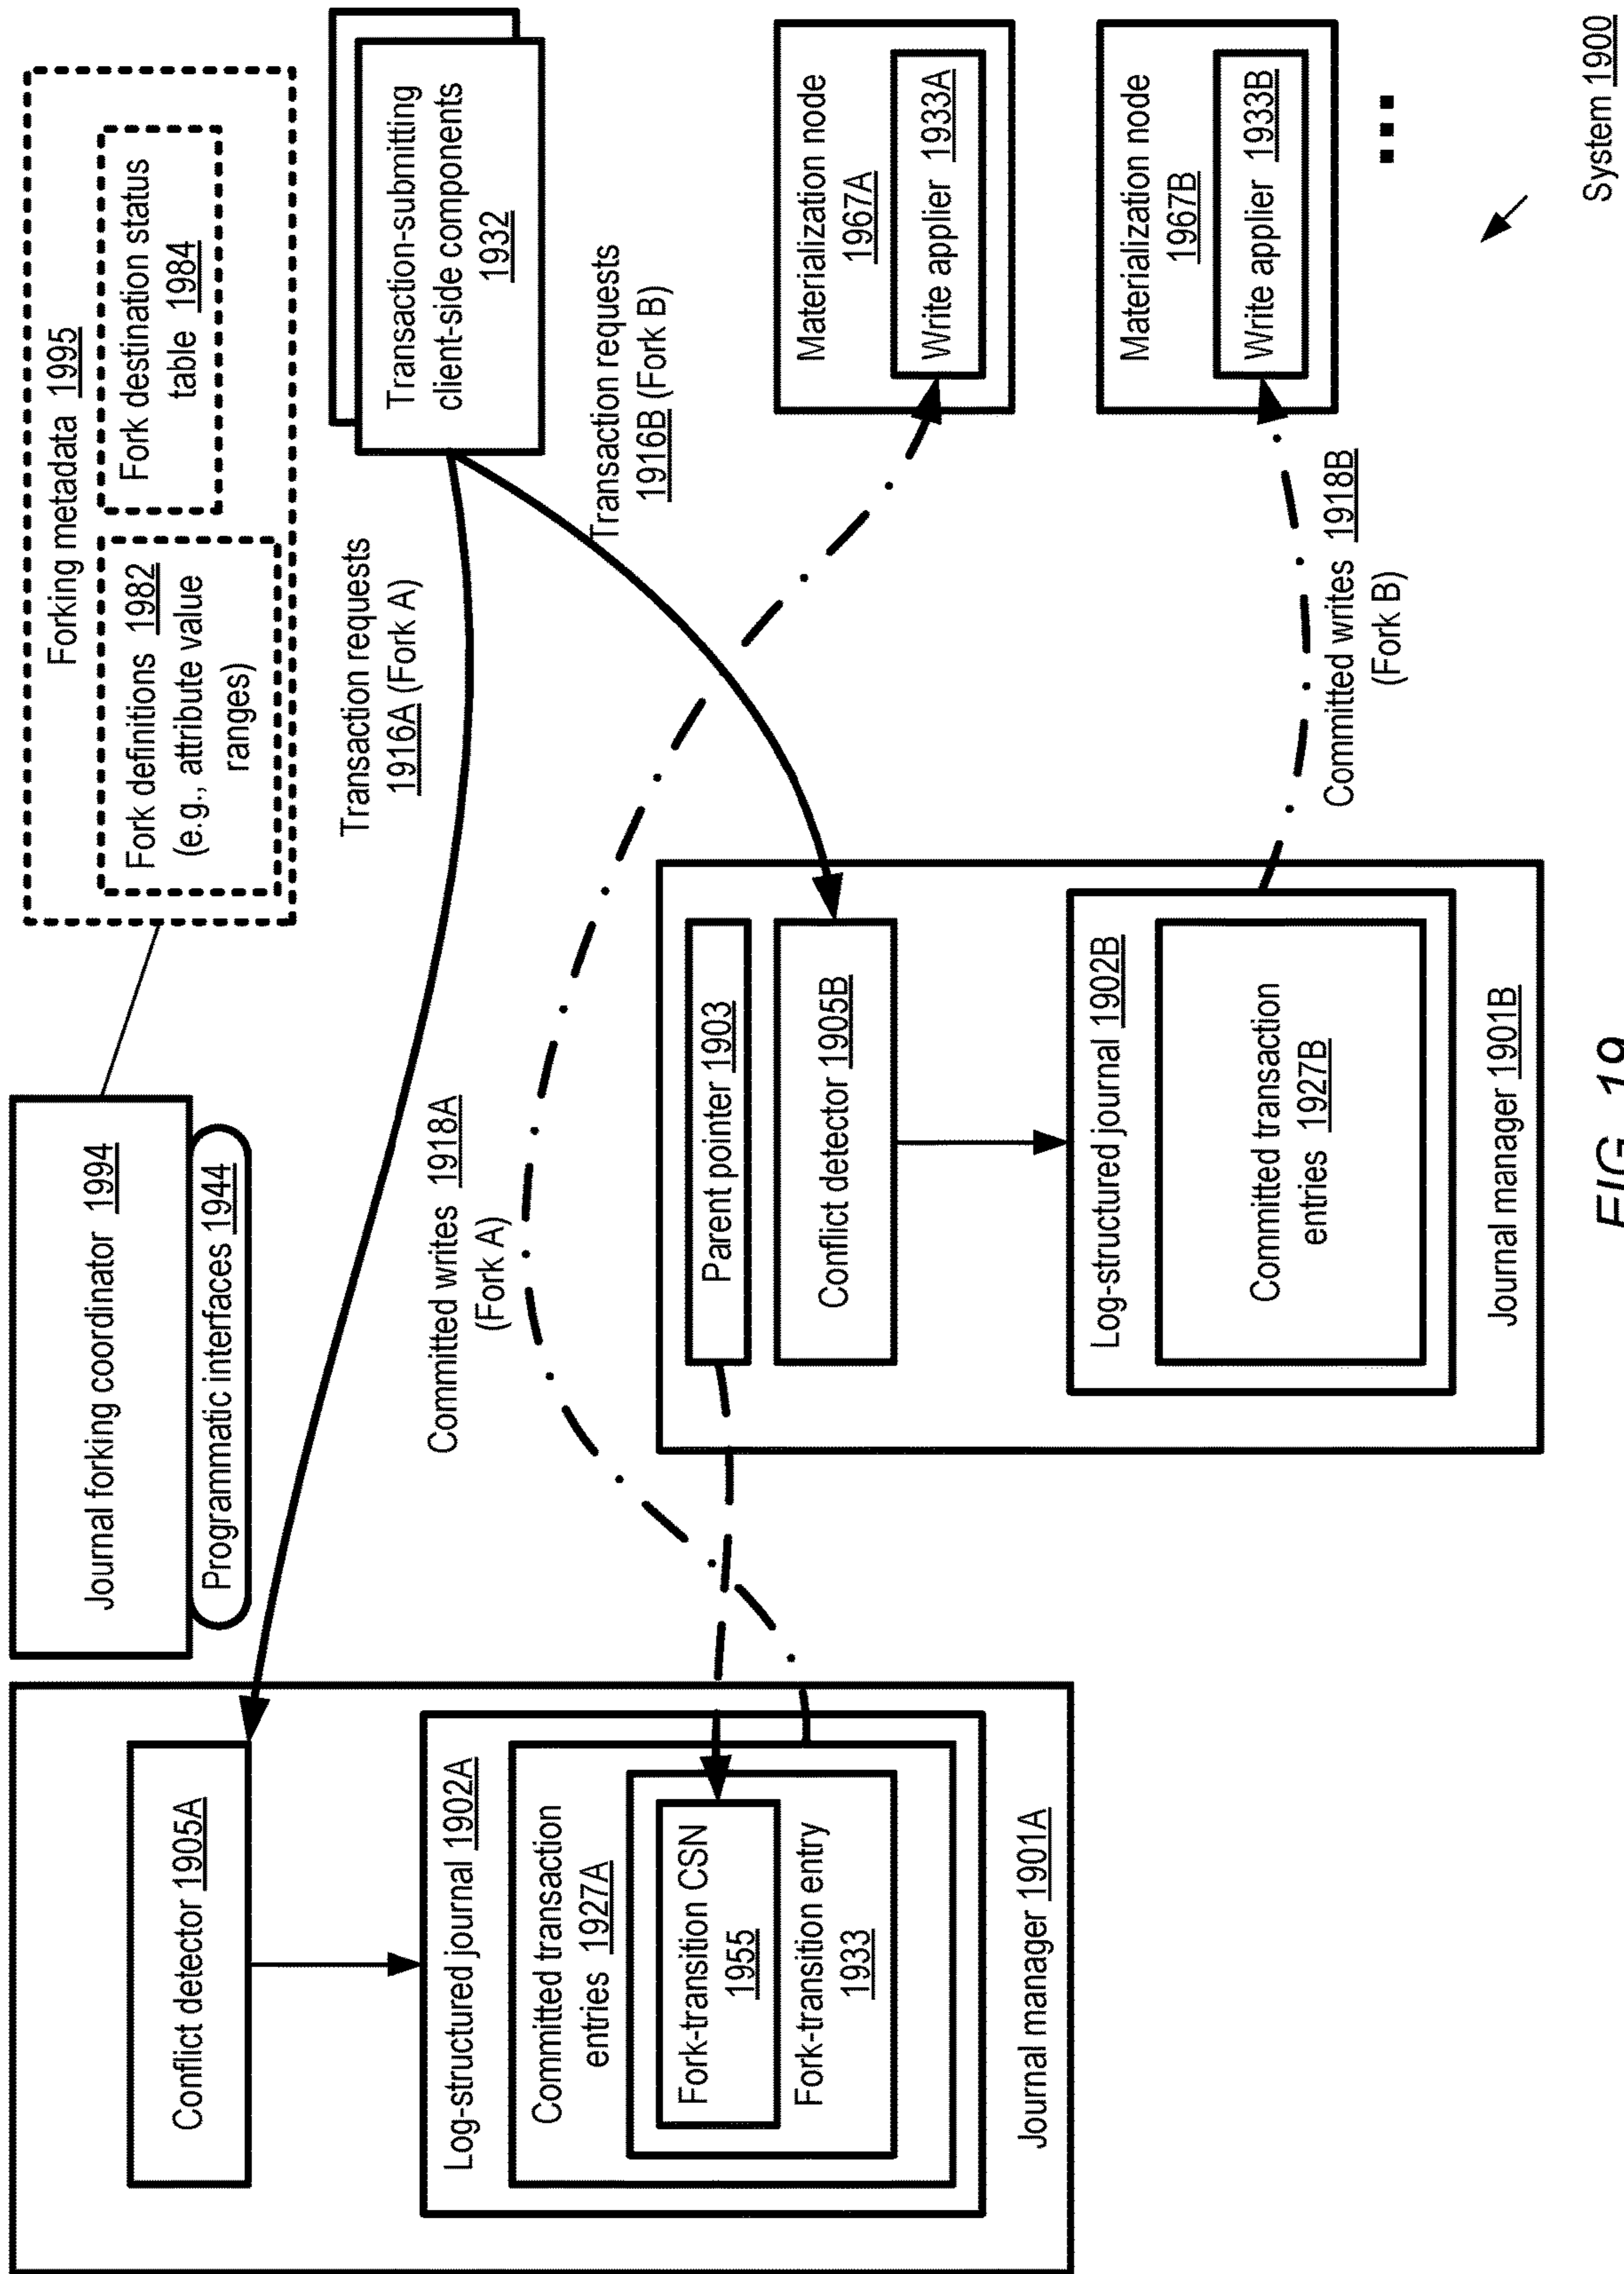 Journal forking coordinator 1994
Programmatic interfaces 1944
Forking metadata 1995
Fork definitions 1982
(e.g., attribute value
ranges)
Fork destination status
table 1984
Transaction requests
1916A (Fork A)
Transaction-submitting
client-side components
1932
Transaction requests
1916B (Fork B)
Conflict detector 1905A
Log-structured journal 1902A
Committed transaction
entries 1927A
Fork-transition CSN
1955
Fork-transition entry
1933
Journal manager 1901A
Committed writes 1918A
(Fork A)
Parent pointer 1903
Conflict detector 1905B
Log-structured journal 1902B
Committed transaction
entries 1927B
Journal manager 1901B
Committed writes 1918B
(Fork B)
Materialization node
1967A
Write applier 1933A
Materialization node
1967B
Write applier 1933B
System 1900
FIG. 19